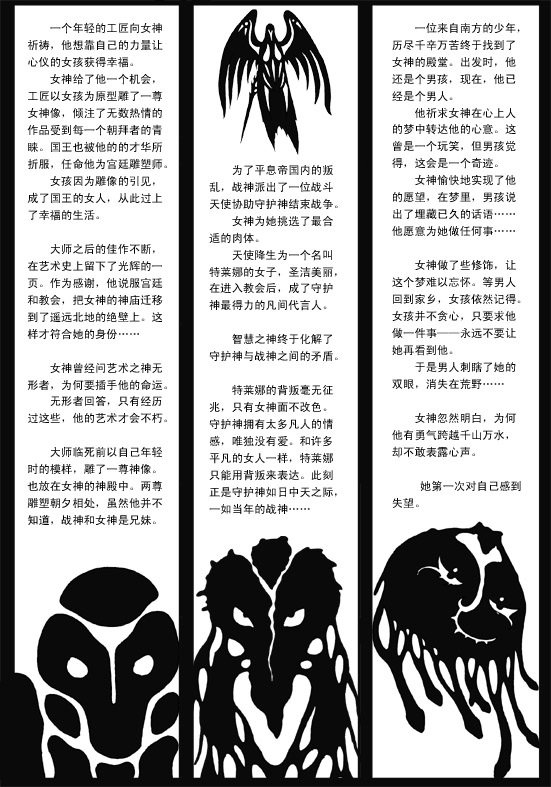 一个年轻的工匠向女神
祈祷，他想靠自己的力量让
心仪的女孩获得幸福。
女神给了他一个机会，
工匠以女孩为原型雕了一尊
女神像，倾注了无数热情的
作品受到每一个朝拜者的青
睐。国王也被他的的才华所
折服，任命他为宫廷雕塑师。
女孩因为雕像的引见，
成了国王的女人，从此过上
了幸福的生活。
大师之后的佳作不断，
在艺术史上留下了光辉的一
页。作为感谢，他说服宫廷
和教会，把女神的神庙迁移
到了遥远北地的绝壁上。这
样才符合她的身份……
女神曾经问艺术之神无
形者，为何要插手他的命运。
无形者回答，只有经历
过这些，他的艺术才会不朽。
大师临死前以自己年轻
时的模样，雕了一尊神像。
也放在女神的神殿中。两尊
雕塑朝夕相处，虽然他并不
知道，战神和女神是兄妹。
为了平息帝国内的叛
乱，战神派出了一位战斗
天使协助守护神结束战争。
女神为她挑选了最合
适的肉体。
天使降生为一个名叫
特莱娜的女子，圣洁美丽，
在进入教会后，成了守护
神最得力的凡间代言人。
智慧之神终于化解了
守护神与战神之间的矛盾。
特莱娜的背叛毫无征
兆，只有女神面不改色。
守护神拥有太多凡人的情
感，唯独没有爱。和许多
平凡的女人一样，特莱娜
只能用背叛来表达。此刻
正是守护神如日中天之际，
一如当年的战神……
一位来自南方的少年，
历尽千辛万苦终于找到了
女神的殿堂。出发时，他
还是个男孩，现在，他已
经是个男人。
他祈求女神在心上人
的梦中转达他的心意。这
曾是一个玩笑，但男孩觉
得，这会是一个奇迹。
女神愉快地实现了他
的愿望，在梦里，男孩说
出了埋藏已久的话语……
他愿意为她做任何事……
女神做了些修饰，让
这个梦难以忘怀。等男人
回到家乡，女孩依然记得。
女孩并不贪心，只要求他
做一件事——永远不要让
她再看到他。
于是男人刺瞎了她的
双眼，消失在荒野……
女神忽然明白，为何
他有勇气跨越千山万水，
却不敢表露心声。
她第一次对自己感到
失望。